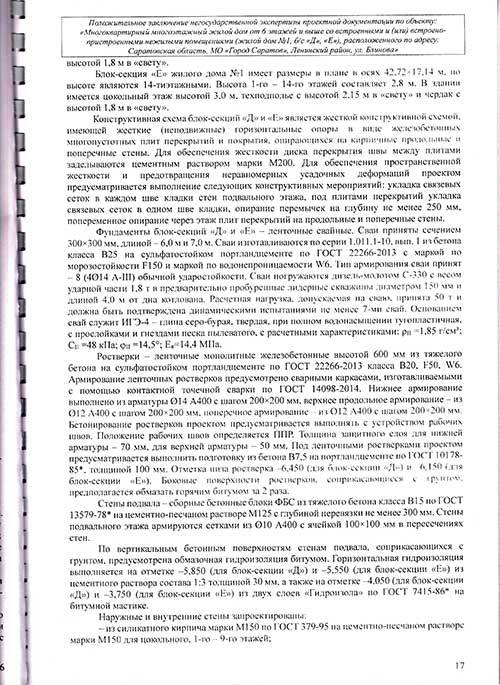 Положительное заключение негосударственной экспертизы проектной документации по объекту:
«Многоквартирный многоэтажный жилой дом от 6 этажей и выше со встроенными и (или) встроено-
пристроенными нежилыми помещениями (жилой дом №1, б/с «Д», «Е»), расположенного по адресу:
Саратовская область, МО «Город Саратов», Ленинский район, ул. Блинова»
высотой 1,8 м в «свету».
Блок-секция «Е» жилого дома №1 имеет размеры в плане в осях 42,72×17,14 м, по
высоте являются 14-тиэтажными. Высота 1-го – 14-го этажей составляет 2,8 м. В здании
имеется цокольный этаж высотой 3,0 м, техподполье с высотой 2,15 м в «свету» и чердак с
высотой 1,8 м в «свету».
Конструктивная схема блок-секций «Д» и «Е» является жесткой конструктивной схемой,
имеющей жесткие (неподвижные) горизонтальные опоры в виде железобетонных
многопустотных плит перекрытий и покрытия, опирающихся на кирпичные продольные и
поперечные стены. Для обеспечения жесткости диска перекрытия швы между плитами
заделываются цементным раствором марки М200. Для обеспечения пространственной
жесткости и предотвращения неравномерных усадочных деформаций проектом
предусматривается выполнение следующих конструктивных мероприятий: укладка связевых
сеток в каждом шве кладки стен подвального этажа, под плитами перекрытий укладка
связевых сеток в одном шве кладки, опирание перемычек на глубину не менее 250 мм,
попеременное опирание через этаж плит перекрытий на продольные и поперечные стены.
Фундаменты блок-секций «Д» и «Е» – ленточные свайные. Сваи приняты сечением
300×300 мм, длиной – 6,0 м и 7,0 м. Сваи изготавливаются по серии 1.011.1-10, вып. 1 из бетона
класса В25 на сульфатостойком портландцементе по ГОСТ 22266-2013 с маркой по
морозостойкости F150 и маркой по водонепроницаемости W6. Тип армирования сваи принят
– 8 (4Ø14 А-III) обычной ударостойкости. Сваи погружаются дизель-молотом С-330 с весом
ударной части 1,8 т в предварительно пробуренные лидерные скважины диаметром 150 мм и
длиной 4,0 м от дна котлована. Расчетная нагрузка, допускаемая на сваю, принята 50 т и
должна быть подтверждена динамическими испытаниями не менее 7-ми свай. Основанием
свай служит ИГЭ-4 – глина серо-бурая, твердая, при полном водонасыщении тугопластичная,
с прослойками и гнездами песка пылеватого, с расчетными характеристиками: ρII =1,85 г/см³;
СII =48 кПа; φII =14,5°; Е=14,4 МПа.
Ростверки – ленточные монолитные железобетонные высотой 600 мм из тяжелого
бетона на сульфатостойком портландцементе по ГОСТ 22266-2013 класса В20, F50, W6.
Армирование ленточных ростверков предусмотрено сварными каркасами, изготавливаемыми
с помощью контактной точечной сварки по ГОСТ 14098-2014. Нижнее армирование
выполнено из арматуры Ø14 А400 с шагом 200×200 мм, верхнее продольное армирование – из
Ø12 А400 с шагом 200×200 мм, поперечное армирование – из Ø12 А400 с шагом 200×200 мм.
Бетонирование ростверков проектом предусматривается выполнять с устройством рабочих
швов. Положение рабочих швов определяется ППР. Толщина защитного слоя для нижней
арматуры – 70 мм, для верхней арматуры – 50 мм. Под ленточными ростверками проектом
предусматривается выполнить подготовку из бетона В7,5 на портландцементе по ГОСТ 10178-
85*, толщиной 100 мм. Отметка низа ростверка –6,450 (для блок-секции «Д») и –6,150 (для
блок-секции «Е»). Боковые поверхности ростверков, соприкасающиеся с грунтом,
предполагается обмазать горячим битумом за 2 раза.
Стены подвала – сборные бетонные блоки ФБС из тяжелого бетона класса В15 по ГОСТ
13579-78* на цементно-песчаном растворе М125 с глубиной перевязки не менее 300 мм. Стены
подвального этажа армируются сетками из Ø10 А400 с ячейкой 100×100 мм в пересечениях
стен.
По вертикальным бетонным поверхностям стен подвала, соприкасающихся с
грунтом, предусмотрена обмазочная гидроизоляция битумом. Горизонтальная гидроизоляция
выполняется на отметке –5,850 (для блок-секции «Д») и –5,550 (для блок-секции «Е») из
цементного раствора состава 1:3 толщиной 30 мм, а также на отметке –4,050 (для блок-секции
«Д») и –3,750 (для блок-секции «Е») из двух слоев «Гидроизола» по ГОСТ 7415-86* на
битумной мастике.
Наружные и внутренние стены запроектированы:
– из силикатного кирпича марки М150 по ГОСТ 379-95 на цементно-песчаном растворе
марки М150 для цокольного, 1-го – 9-го этажей;
17